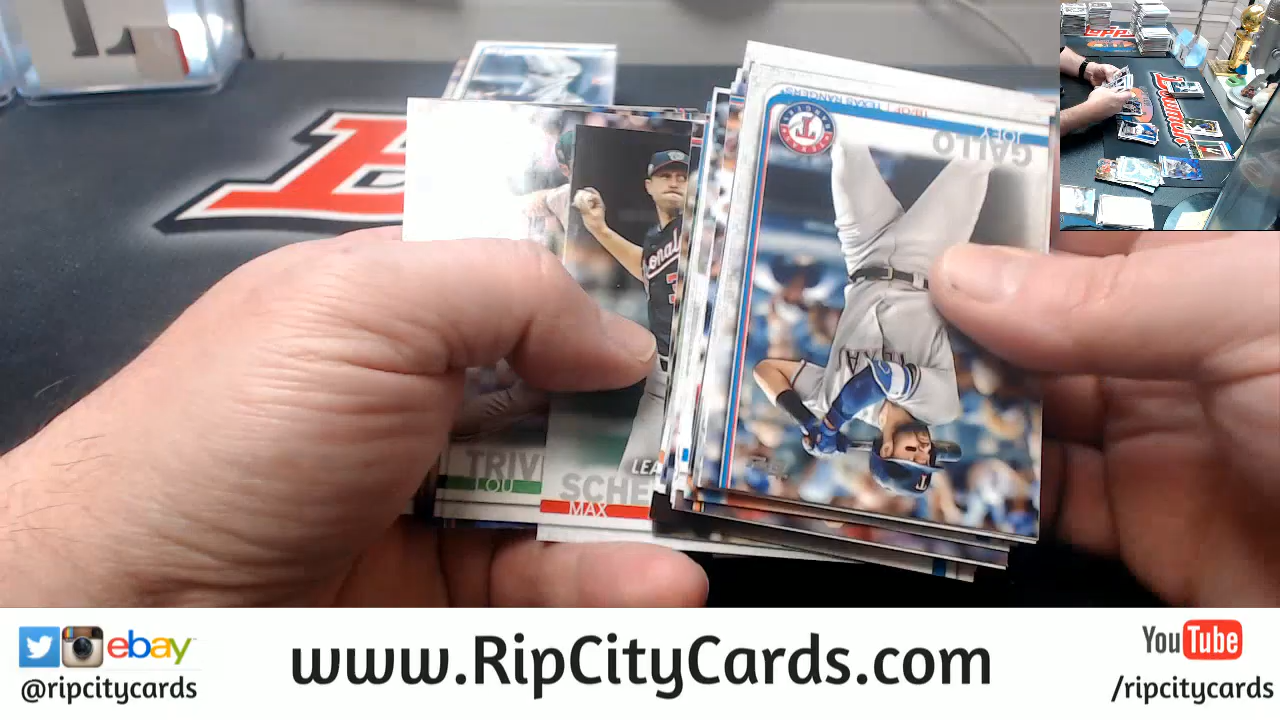 TEXAS RANGERS
JOEY
GALLO
T
TRIV
LOU
LEA
SCHE
MAX
ebay
@ripcitycards
www.RipCityCards.com
YouTube
/ripcitycards